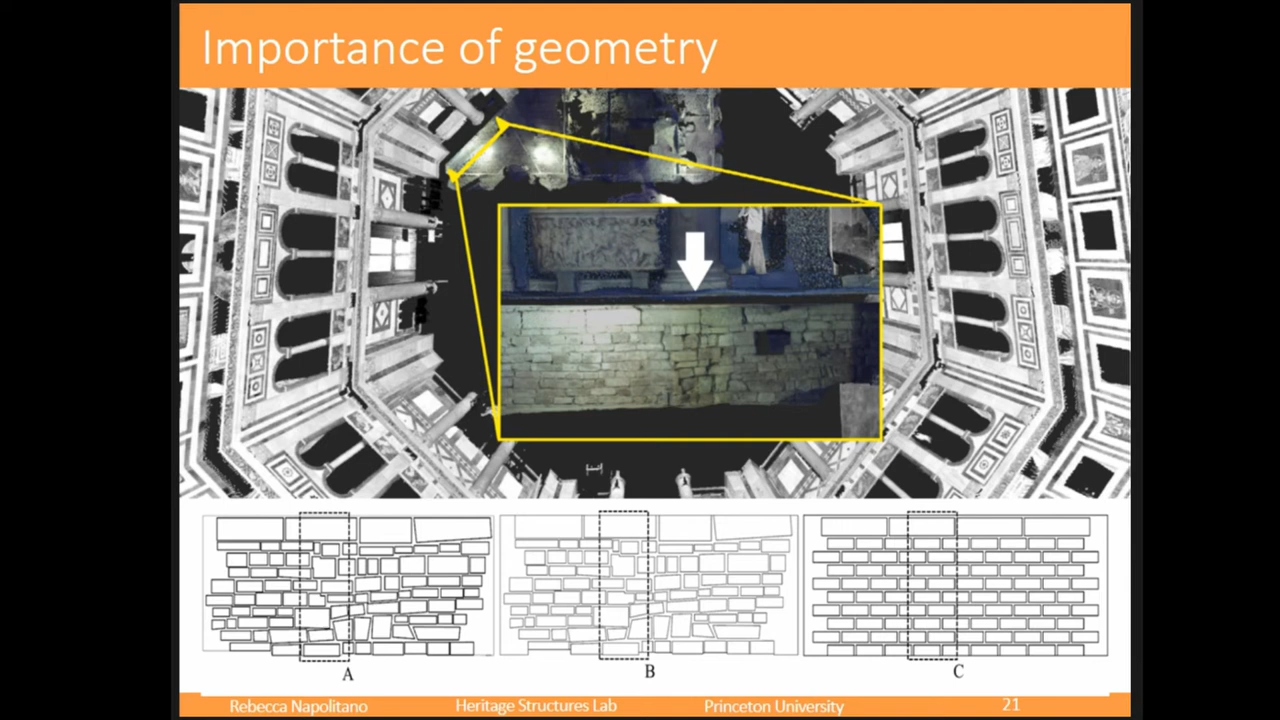 Importance of geometry
A
B
C
Rebecca Napolitano
Heritage Structures Lab
Princeton University
21